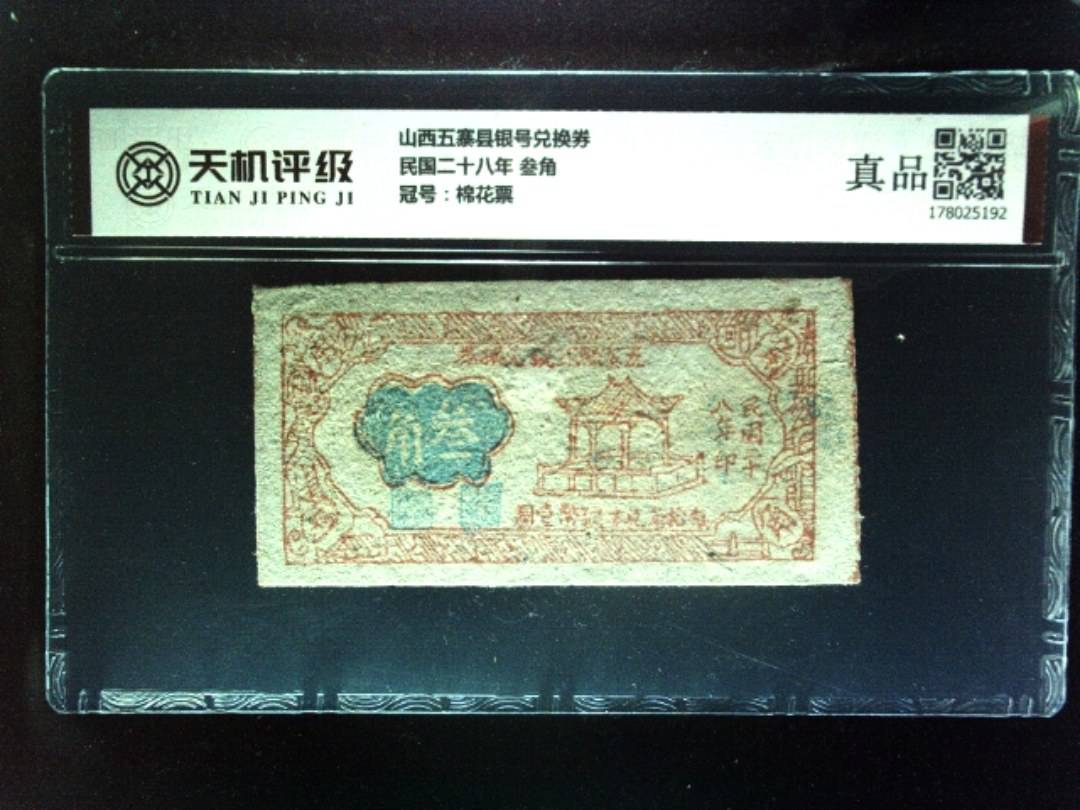 天机评级
TIAN JI PING JI
山西五寨县银号兑换券
民国二十八年 叁角
冠号：棉花票
真品
178025192
叁角
民国二十
八年印